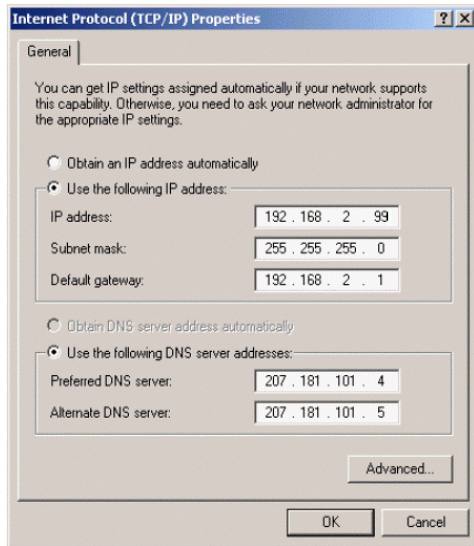 Internet Protocol (TCP/IP) Properties
General
You can get IP settings assigned automatically if your network supports
this capability. Otherwise, you need to ask your network administrator for
the appropriate IP settings.
Obtain an IP address automatically
Use the following IP address:
IP address: 192 . 168 . 2 . 99
Subnet mask: 255 . 255 . 255 . 0
Default gateway: 192 . 168 . 2 . 1
Obtain DNS server address automatically
Use the following DNS server addresses:
Preferred DNS server: 207 . 181 . 101 . 4
Alternate DNS server: 207 . 181 . 101 . 5
Advanced...
OK Cancel